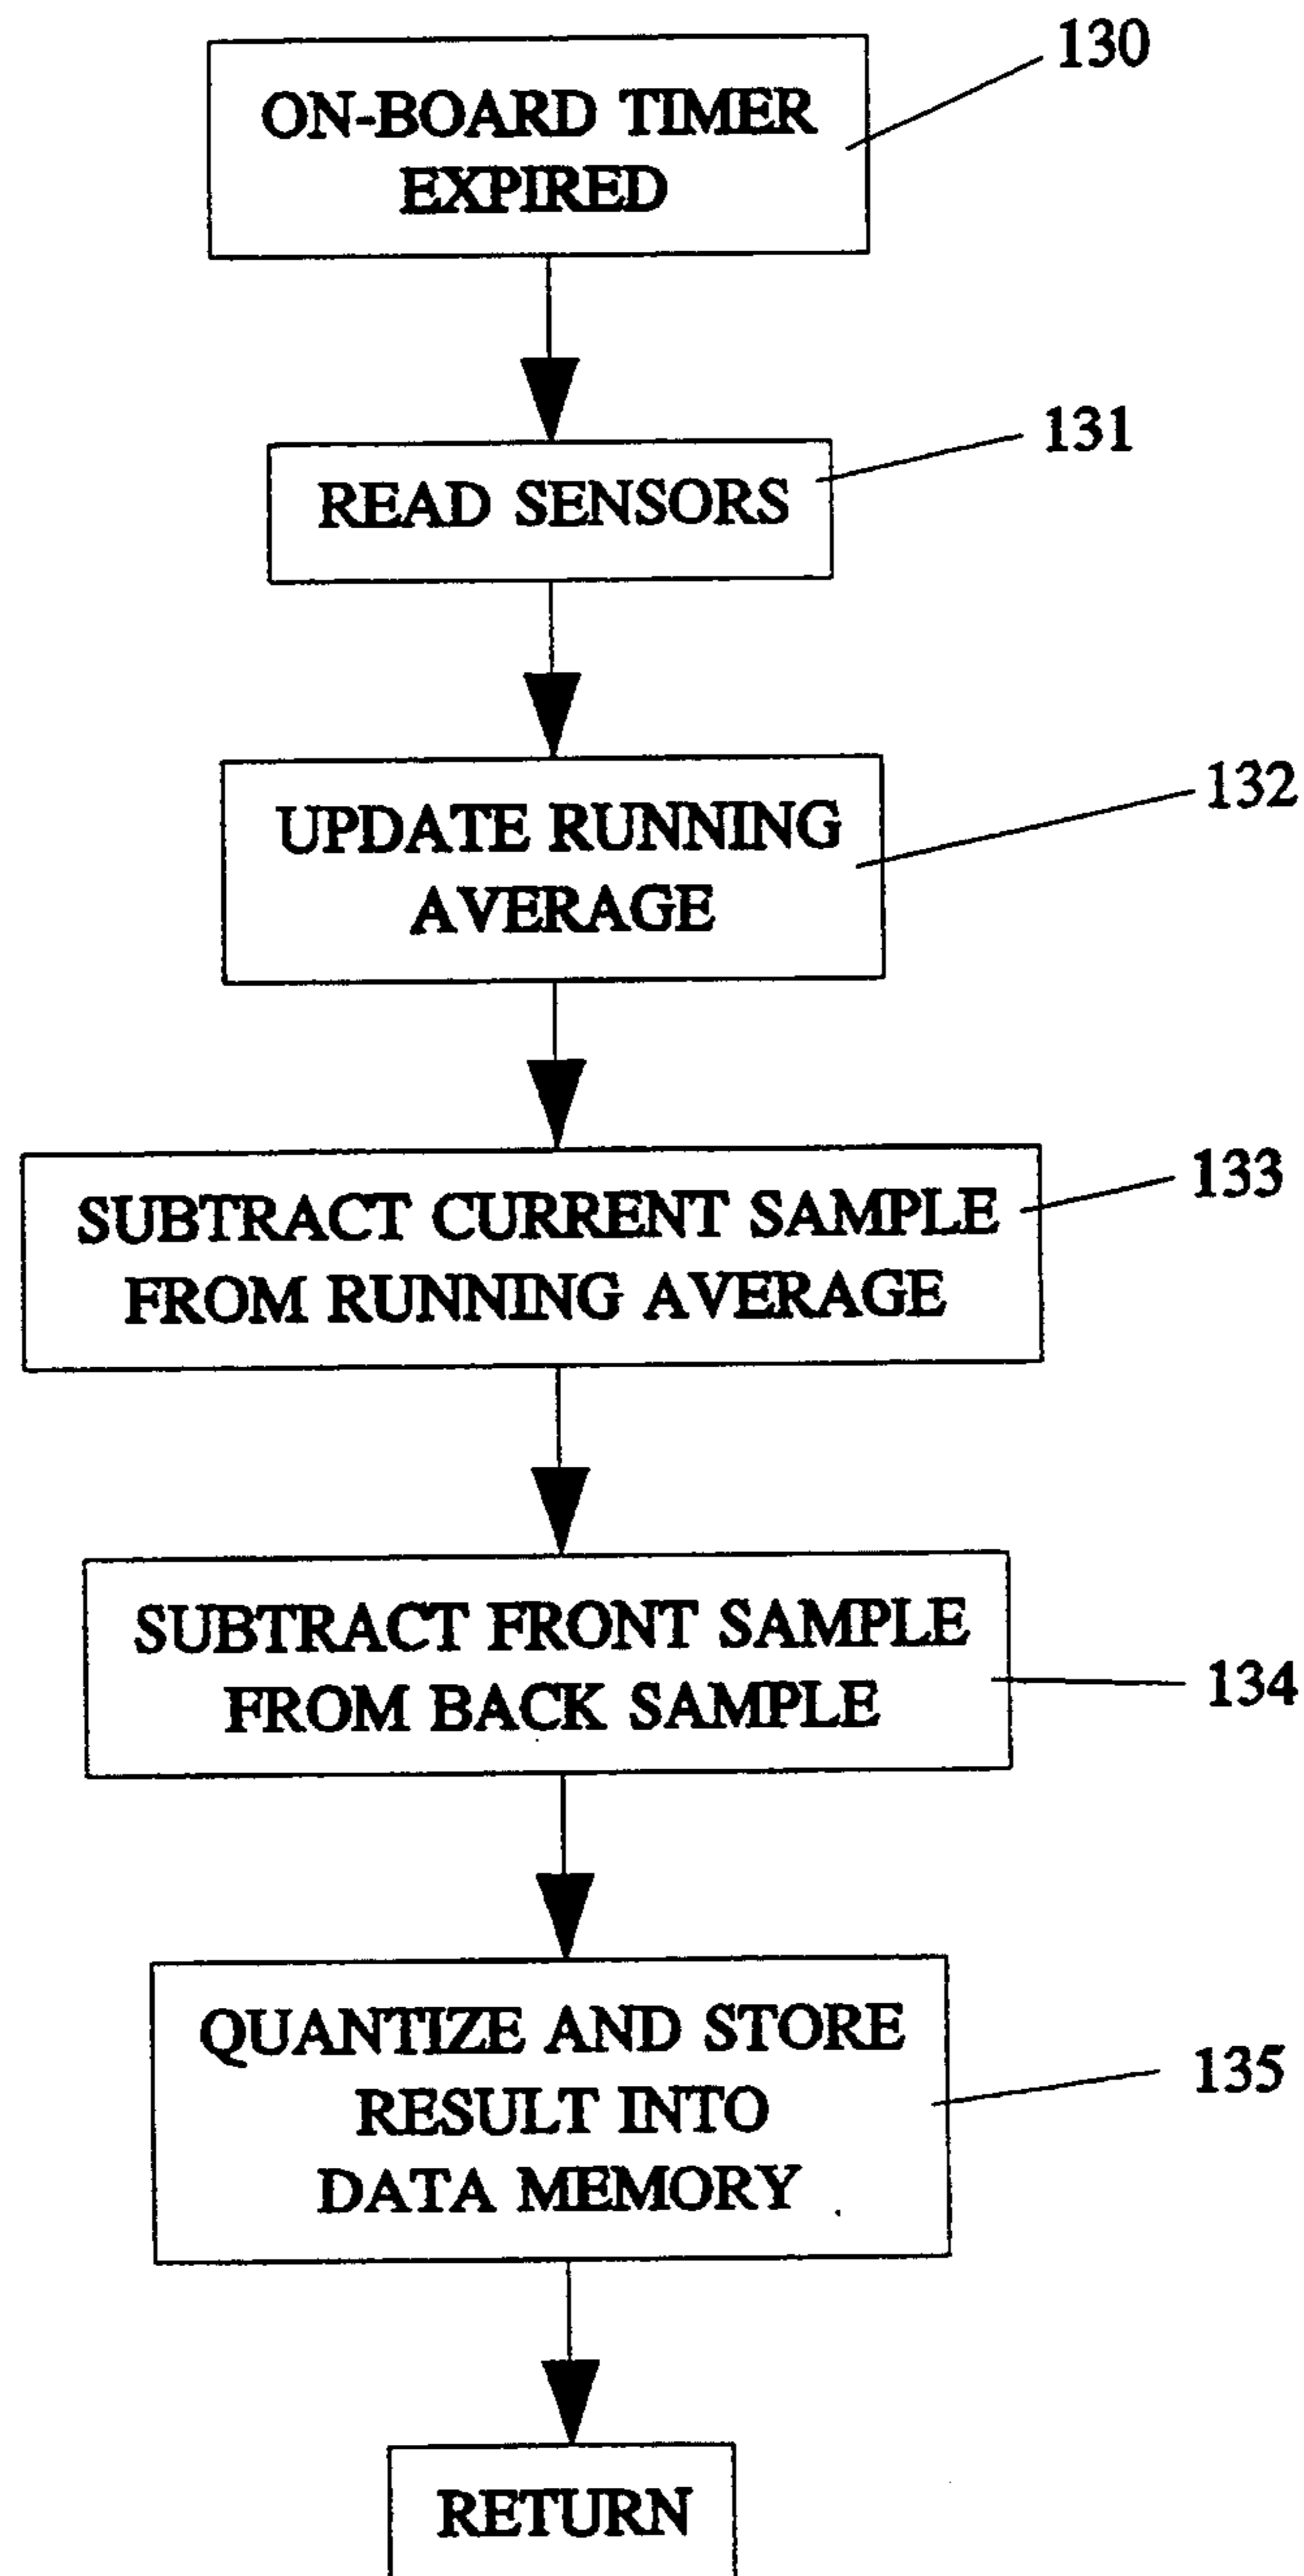 130
ON-BOARD TIMER
EXPIRED
131
READ SENSORS
132
UPDATE RUNNING
AVERAGE
133
SUBTRACT CURRENT SAMPLE
FROM RUNNING AVERAGE
SUBTRACT FRONT SAMPLE
FROM BACK SAMPLE
134
QUANTIZE AND STORE
135
RESULT INTO
DATA MEMORY
RETURN